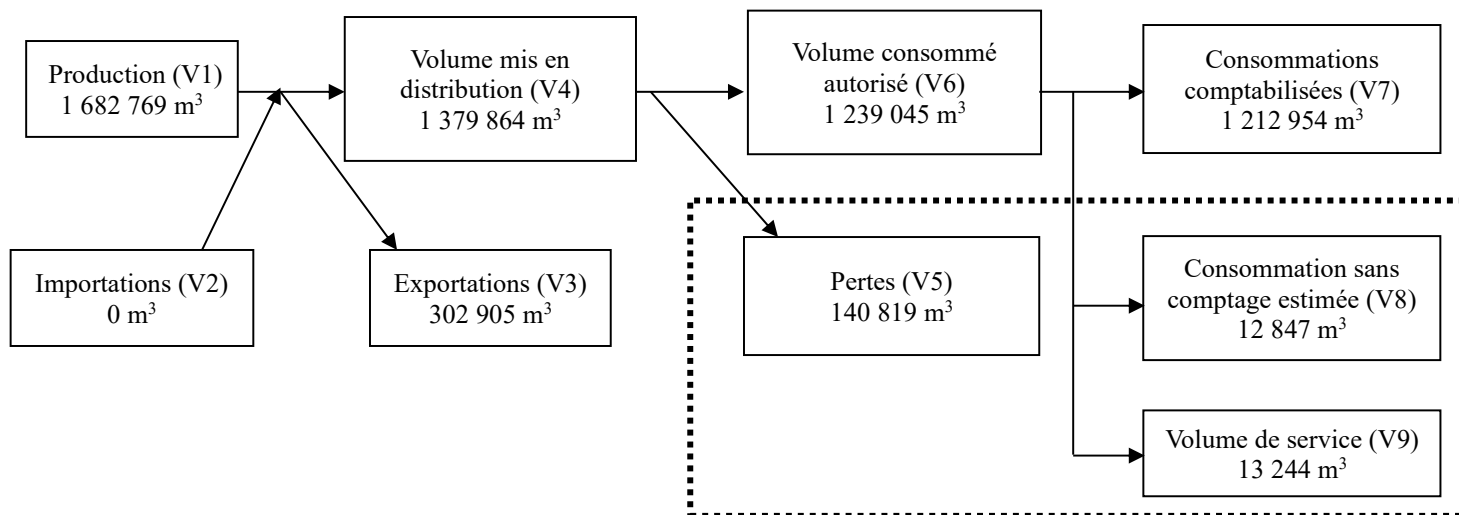 Production (V1)
1 682 769 m³
Volume mis en
distribution (V4)
1 379 864 m³
Volume consommé
autorisé (V6)
1 239 045 m³
Consommations
comptabilisées (V7)
1 212 954 m³
Importations (V2)
0 m³
Exportations (V3)
302 905 m³
Pertes (V5)
140 819 m³
Consommation sans
comptage estimée (V8)
12 847 m³
Volume de service (V9)
13 244 m³